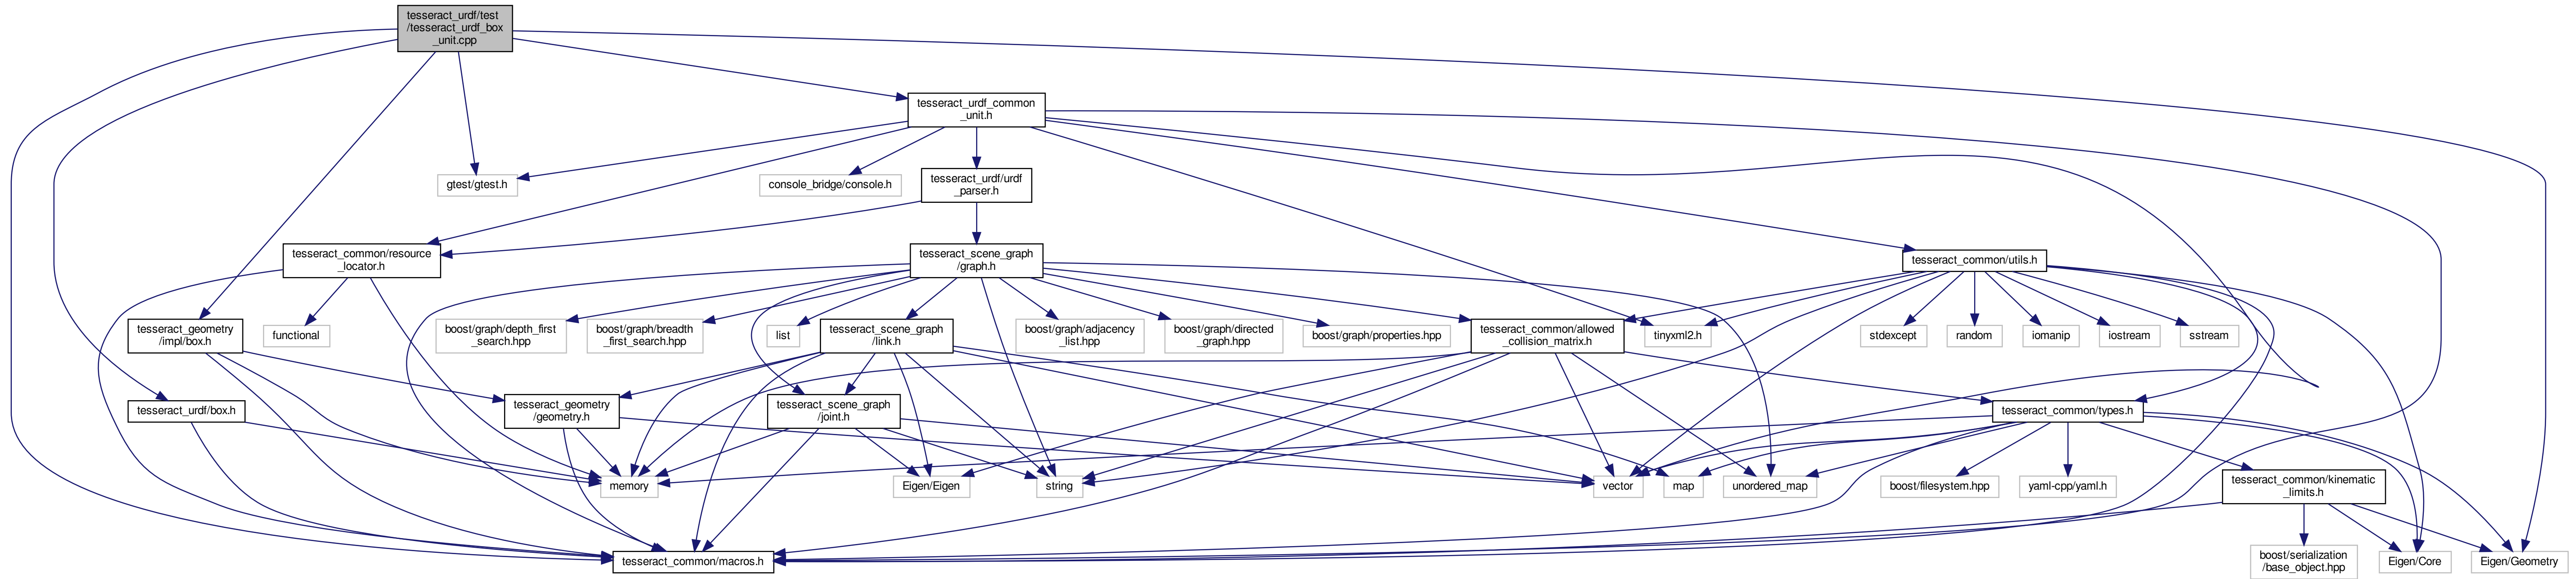 tesseract_urdf/test
/tesseract_urdf_box
_unit.cpp
tesseract_urdf_common
_unit.h
gtest/gtest.h
console_bridge/console.h
tesseract_urdf/urdf
_parser.h
tesseract_common/resource
_locator.h
tesseract_scene_graph
/graph.h
tesseract_common/utils.h
tesseract_geometry
/impl/box.h
functional
boost/graph/depth_first
_search.hpp
boost/graph/breadth
_first_search.hpp
list
tesseract_scene_graph
/link.h
boost/graph/adjacency
_list.hpp
boost/graph/directed
_graph.hpp
boost/graph/properties.hpp
tesseract_common/allowed
_collision_matrix.h
tinyxml2.h
stdexcept
random
iomanip
iostream
sstream
tesseract_urdf/box.h
tesseract_geometry
/geometry.h
tesseract_scene_graph
/joint.h
tesseract_common/types.h
memory
Eigen/Eigen
string
vector
map
unordered_map
boost/filesystem.hpp
yaml-cpp/yaml.h
tesseract_common/kinematic
_limits.h
tesseract_common/macros.h
boost/serialization
/base_object.hpp
Eigen/Core
Eigen/Geometry